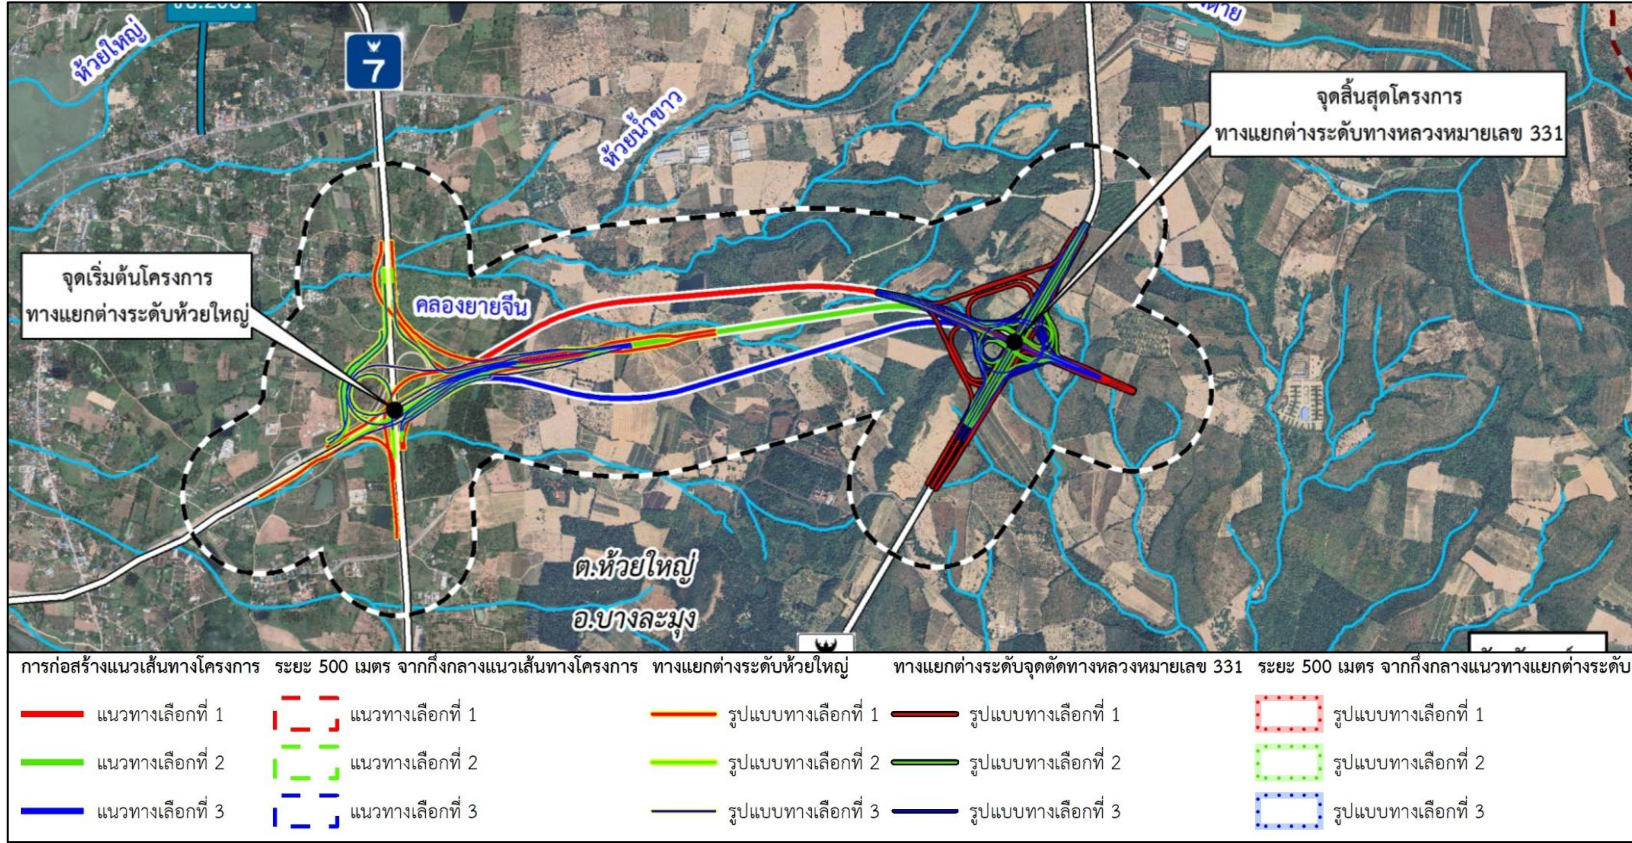 ห้วยใหญ่
7
ห้วยน้ำขาว
จุดสิ้นสุดโครงการ
ทางแยกต่างระดับทางหลวงหมายเลข 331
จุดเริ่มต้นโครงการ
ทางแยกต่างระดับห้วยใหญ่
คลองยายจีน
ต.ห้วยใหญ่
อ.บางละมุง
การก่อสร้างแนวเส้นทางโครงการ ระยะ 500 เมตร จากกึ่งกลางแนวเส้นทางโครงการ ทางแยกต่างระดับห้วยใหญ่ ทางแยกต่างระดับจุดตัดทางหลวงหมายเลข 331 ระยะ 500 เมตร จากกึ่งกลางแนวทางแยกต่างระดับ
แนวทางเลือกที่ 1 แนวทางเลือกที่ 1 รูปแบบทางเลือกที่ 1 รูปแบบทางเลือกที่ 1 รูปแบบทางเลือกที่ 1
แนวทางเลือกที่ 2 แนวทางเลือกที่ 2 รูปแบบทางเลือกที่ 2 รูปแบบทางเลือกที่ 2 รูปแบบทางเลือกที่ 2
แนวทางเลือกที่ 3 แนวทางเลือกที่ 3 รูปแบบทางเลือกที่ 3 รูปแบบทางเลือกที่ 3 รูปแบบทางเลือกที่ 3